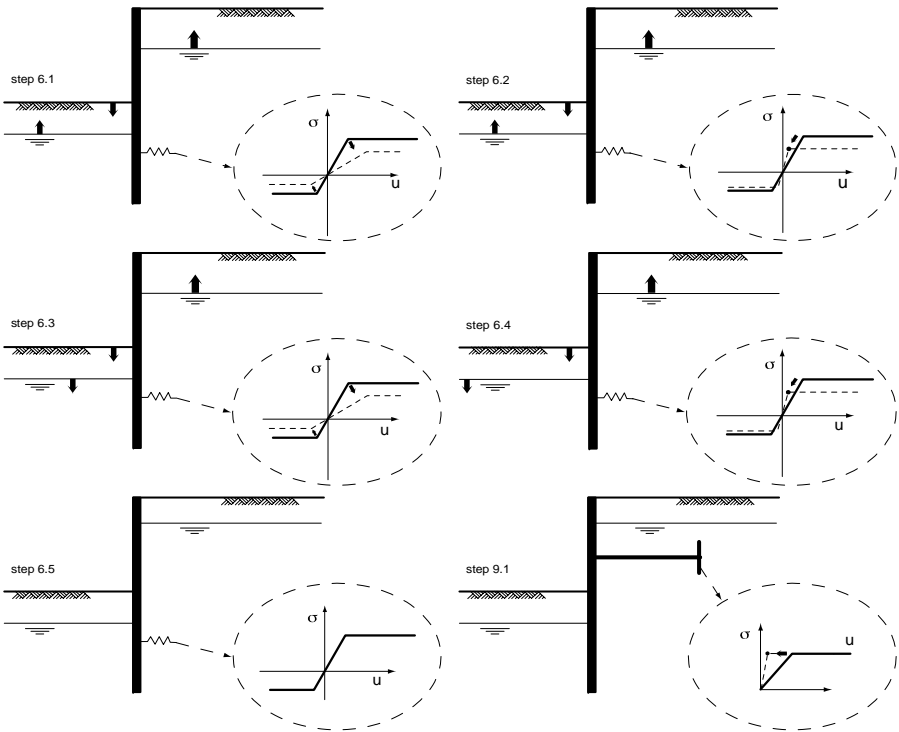 step 6.1
σ
u
step 6.2
σ
u
step 6.3
σ
u
step 6.4
σ
u
step 6.5
σ
u
step 9.1
σ
u